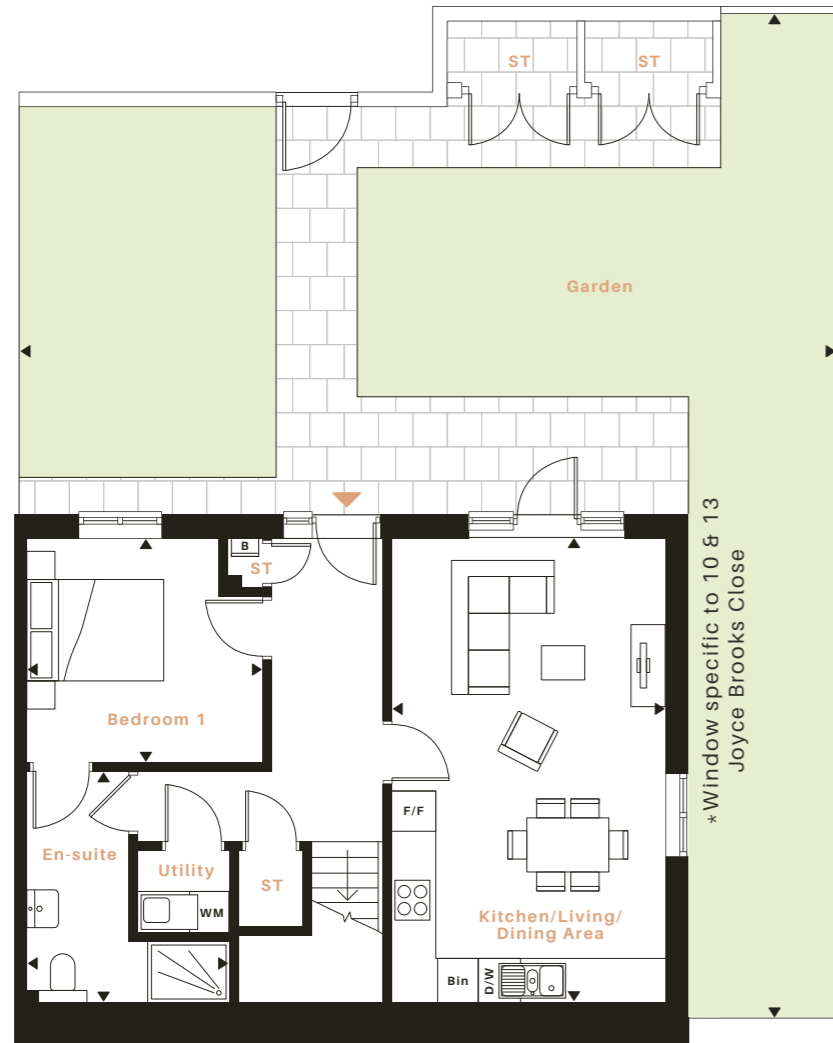 ST
ST
Garden
B
ST
Bedroom 1
*Window specific to 10 & 13
Joyce Brooks Close
F/F
En-suite
Utility
ST
WM
Kitchen/Living/
Dining Area
Bin
D/W